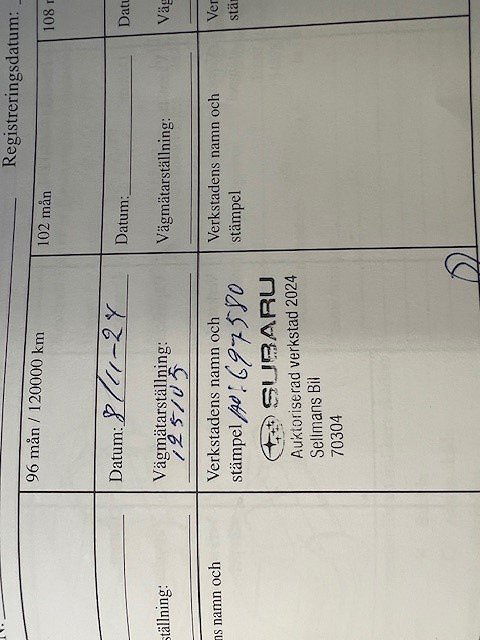 Registreringsdatum:
96 mån / 120000 km
Datum: 8/11-24
Vägmätarställning:
125105
Verkstadens namn och
stämpel AO: 697580
SUBARU
Auktoriserad verkstad 2024
Sellmans Bil
70304
102 mån
Datum:
Vägmätarställning:
Verkstadens namn och
stämpel
108 m
Dat
Väg
Ver
stä
ställning:
ns namn och